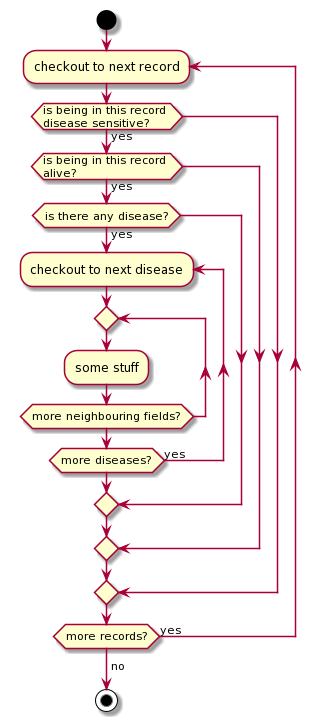 checkout to next record
is being in this record
disease sensitive?
yes
is being in this record
alive?
yes
is there any disease?
yes
checkout to next disease
some stuff
more neighbouring fields?
more diseases?
yes
more records?
yes
no